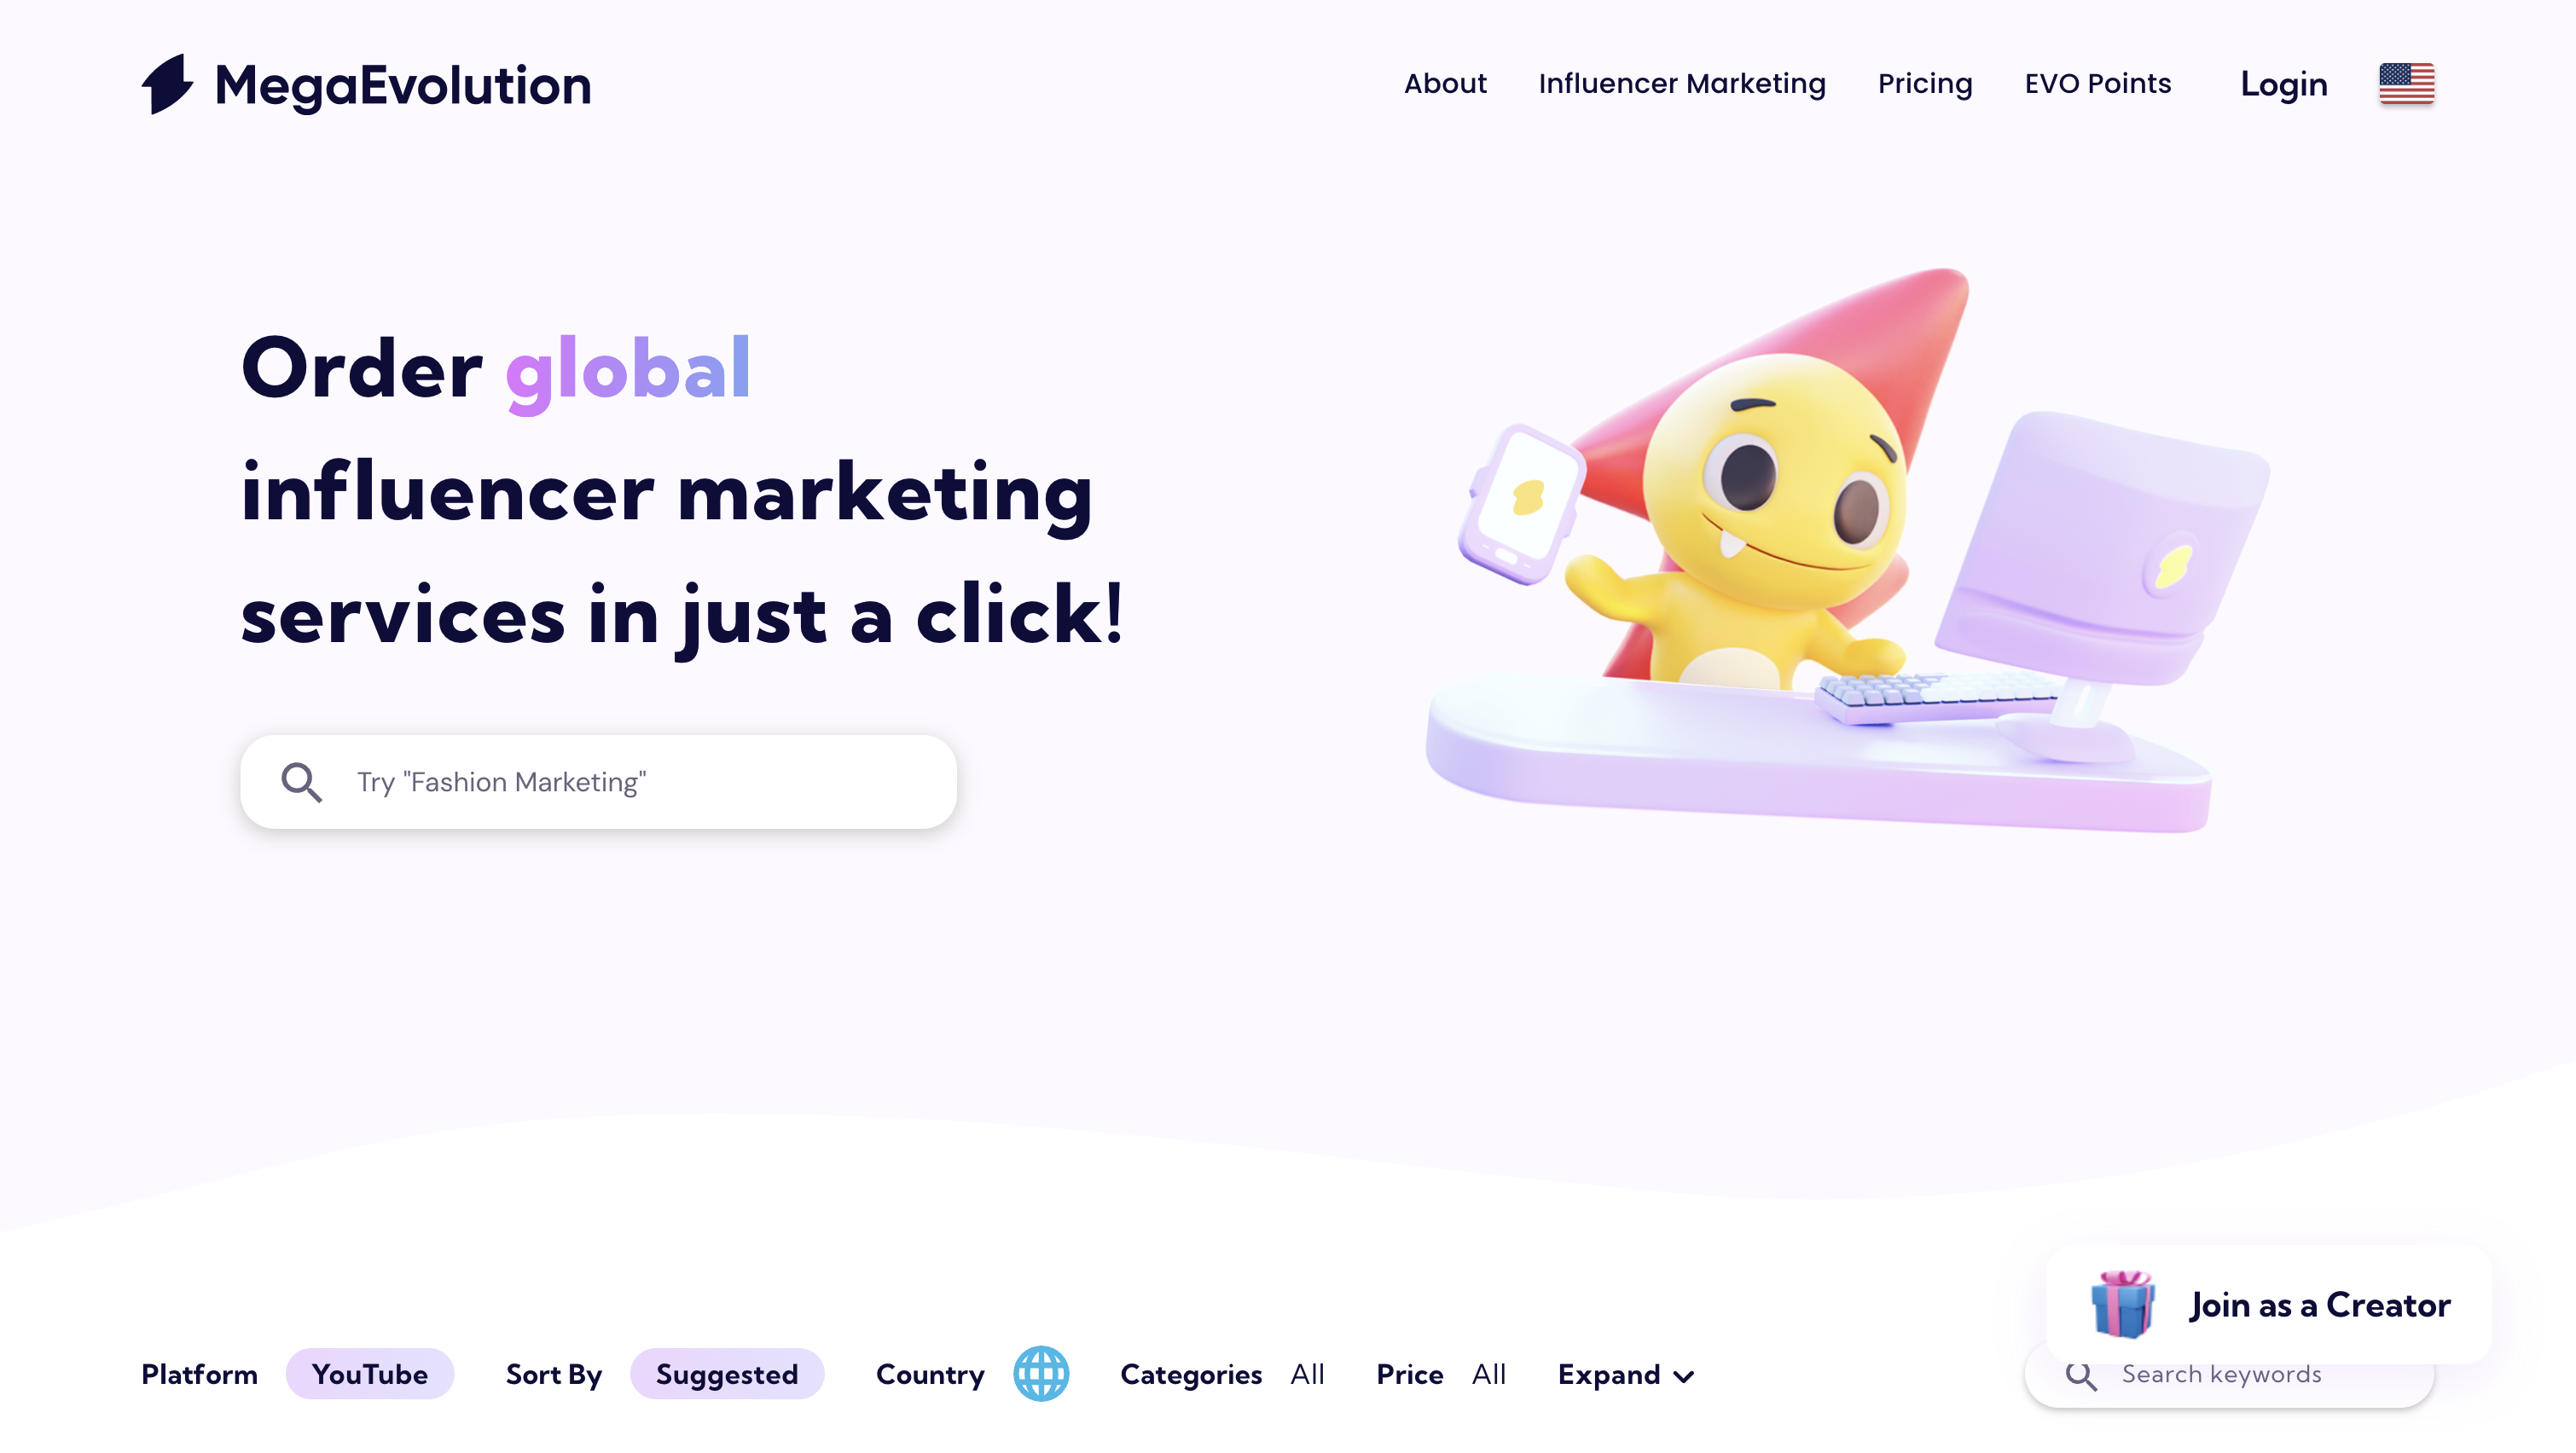 MegaEvolution
About Influencer Marketing Pricing EVO Points Login
Order global
influencer marketing
services in just a click!
Try "Fashion Marketing"
Join as a Creator
Platform YouTube Sort By Suggested Country Categories All Price All Expand
Search keywords